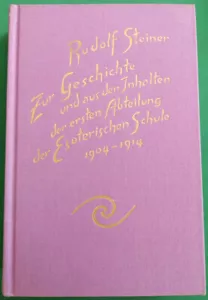 Rudolf Steiner
Zur Geschichte
und aus den Inhalten
der ersten Abteilung
der Esoterischen Schule
1904-1914